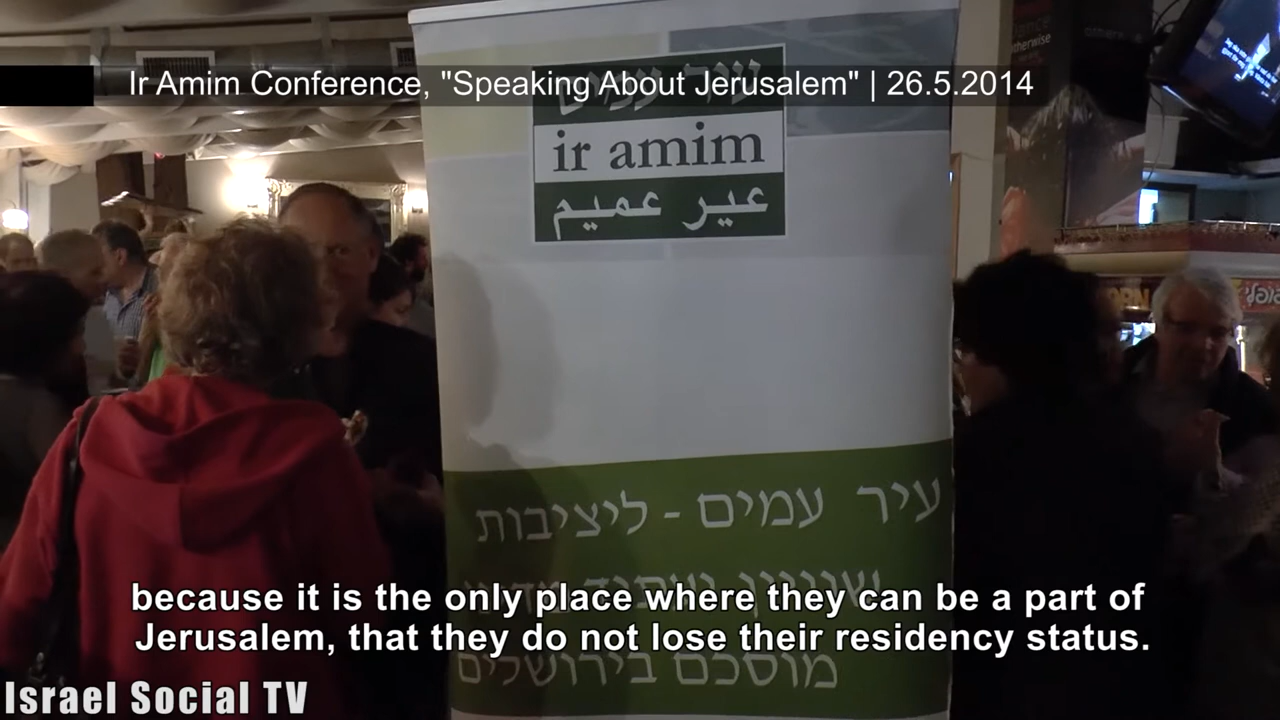 Ir Amim Conference, "Speaking About Jerusalem" | 26.5.2014
עיר עמים
ir amim
عير عميم
עיר עמים - ליציבות
because it is the only place where they can be a part of
Jerusalem, that they do not lose their residency status.
מוסכם בירושלים
Israel Social TV
otherwise